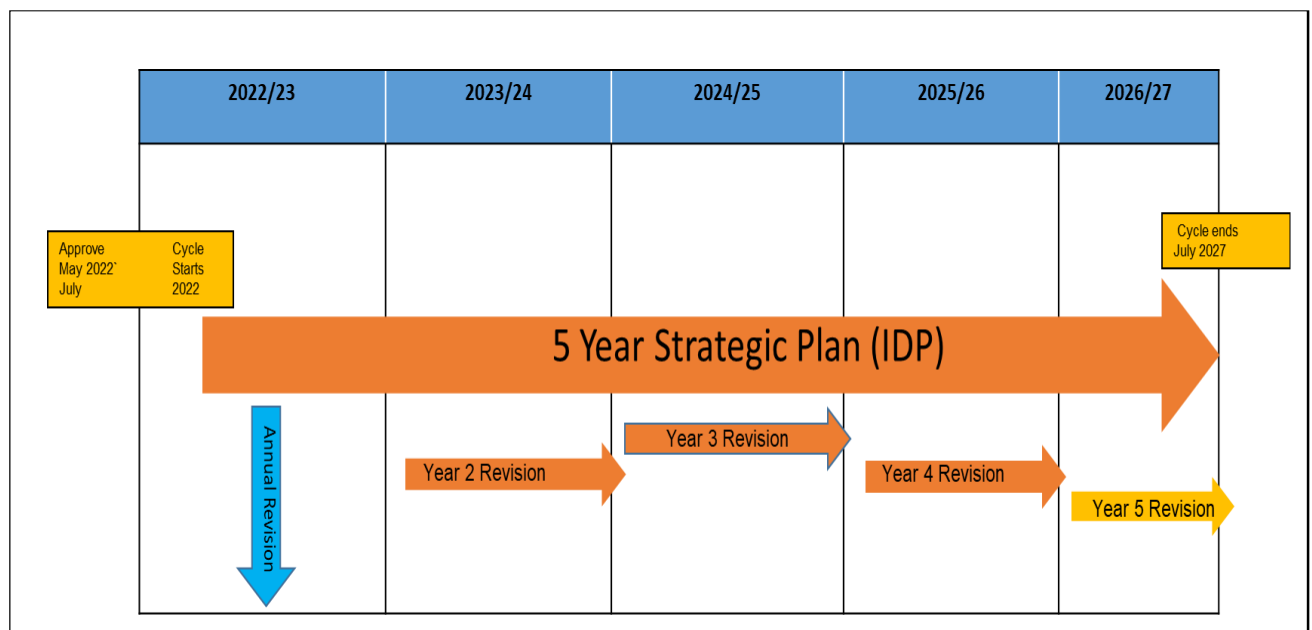 2022/23 2023/24 2024/25 2025/26 2026/27
Approve Cycle
May 2022` Starts
July 2022
Cycle ends
July 2027
5 Year Strategic Plan (IDP)
Annual Revision
Year 2 Revision
Year 3 Revision
Year 4 Revision
Year 5 Revision